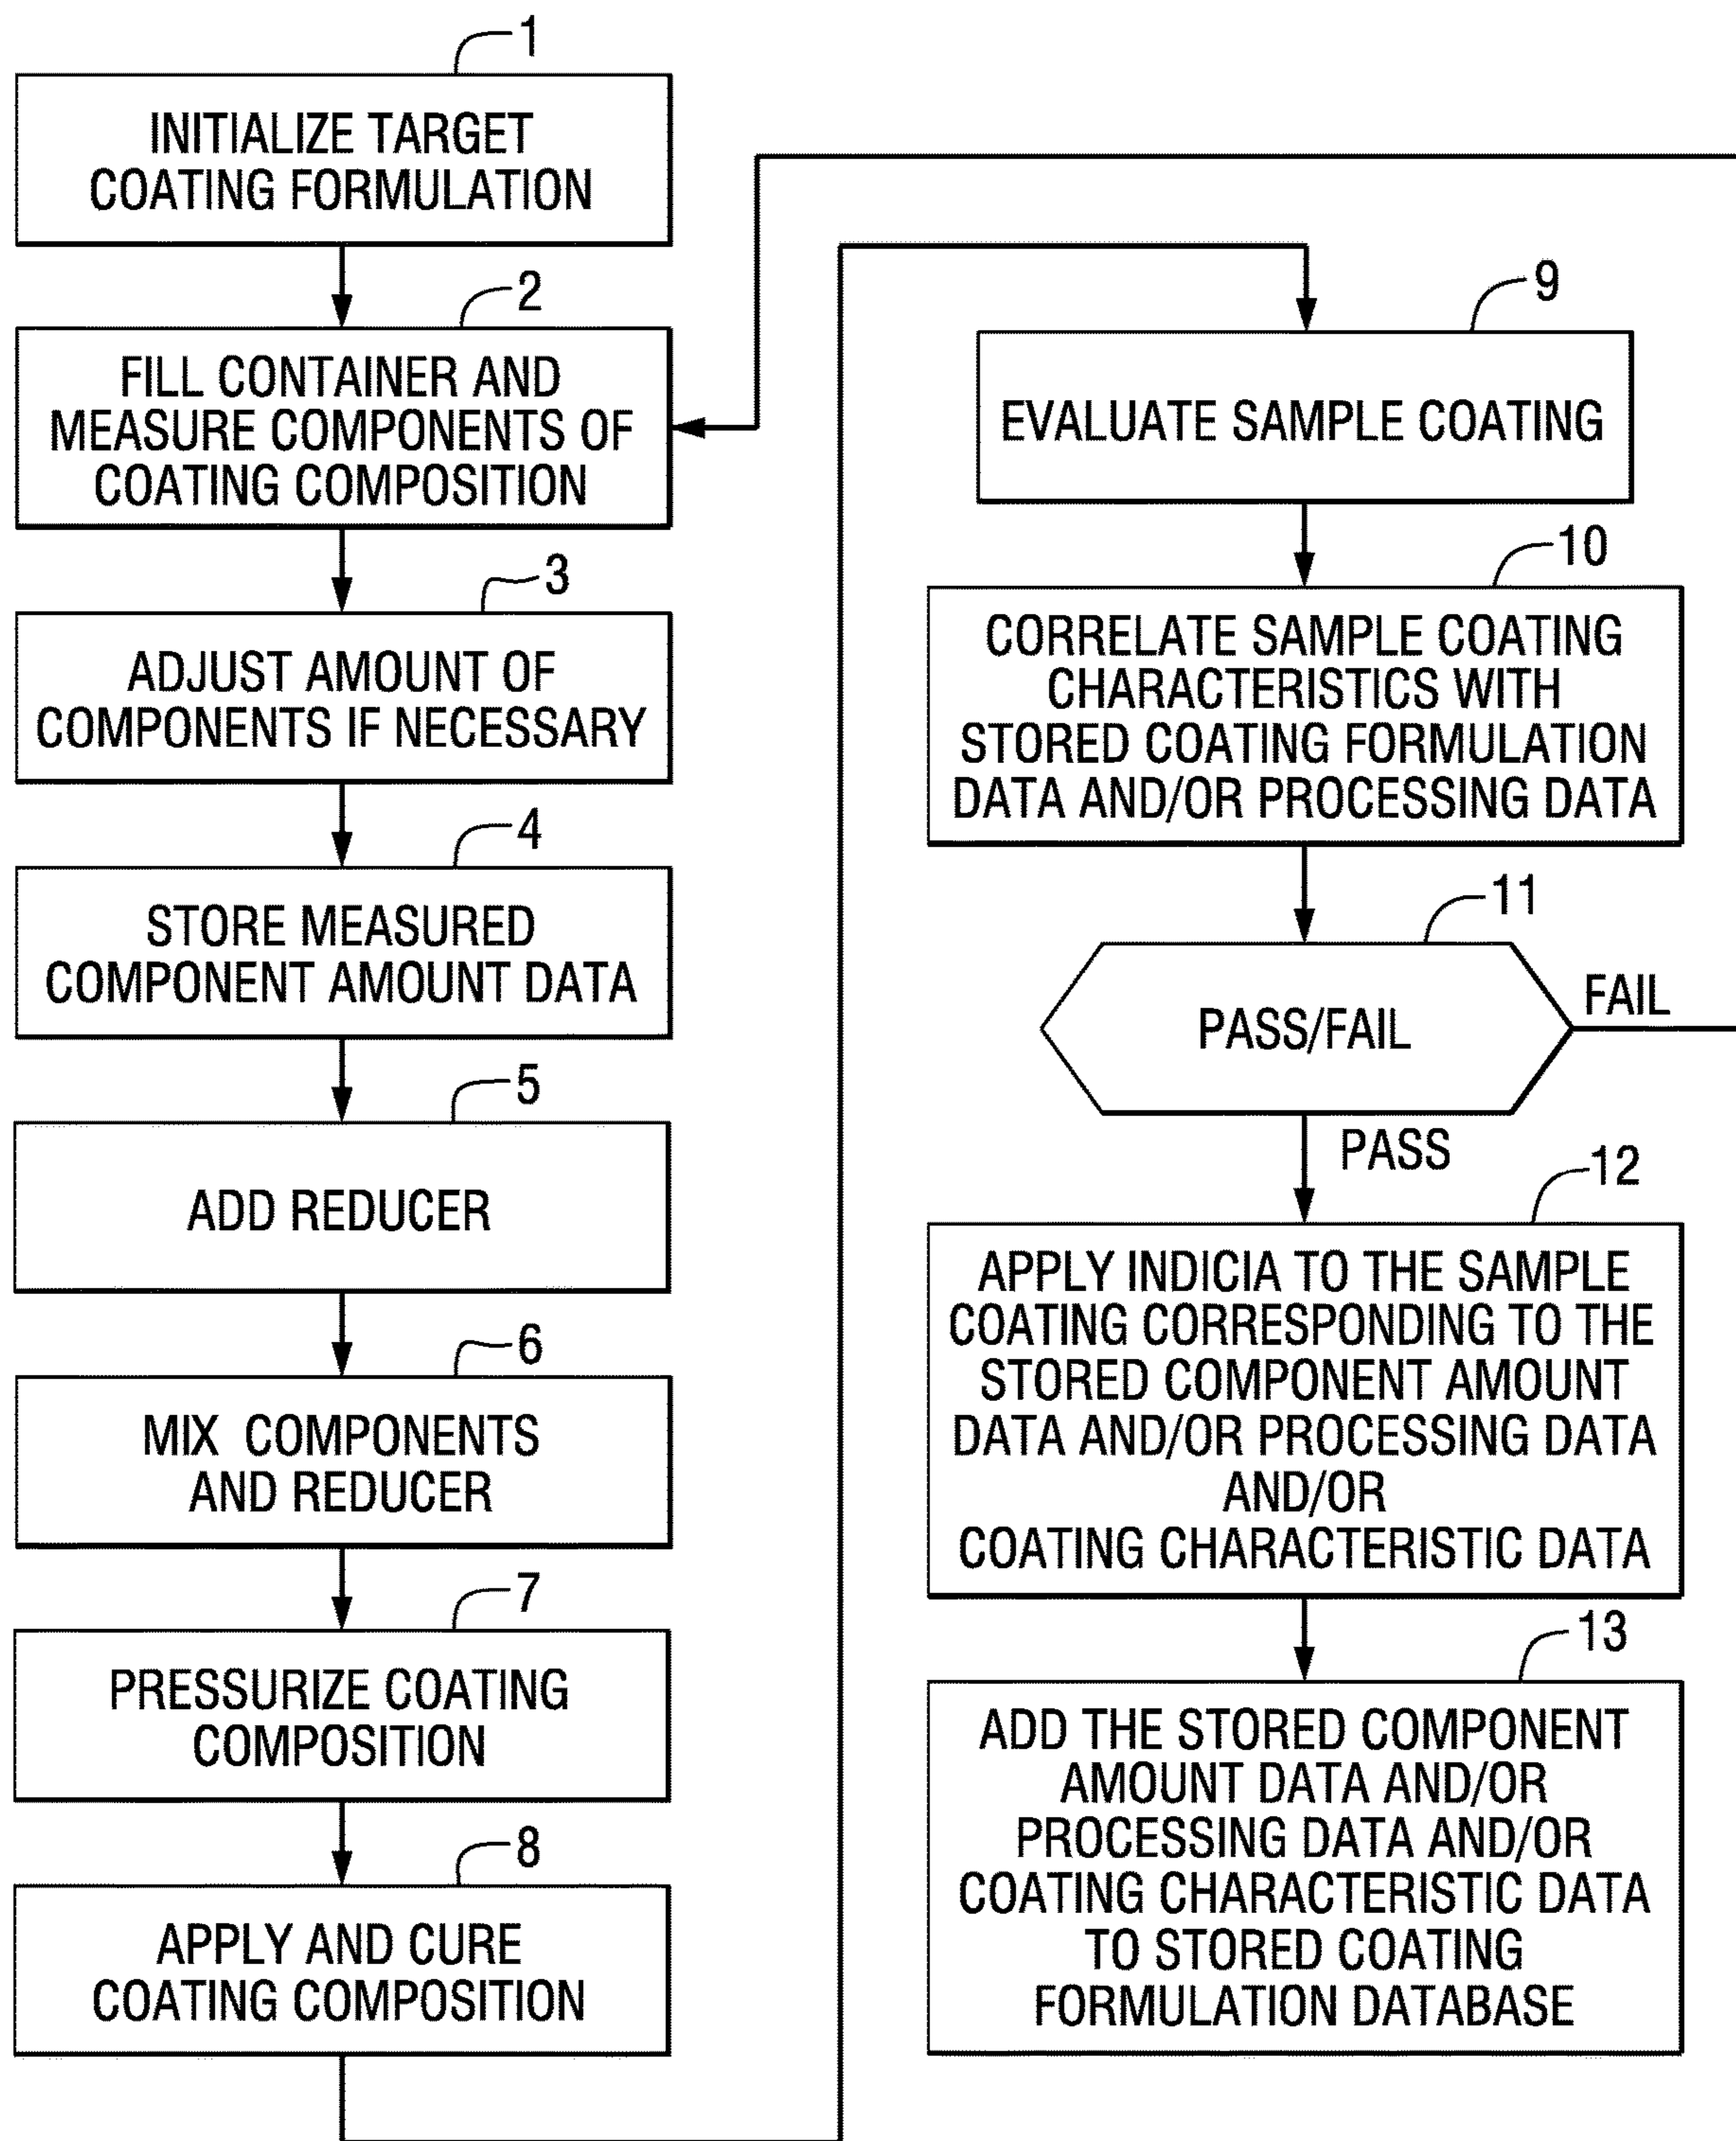 1
INITIALIZE TARGET
COATING FORMULATION
2
FILL CONTAINER AND
MEASURE COMPONENTS OF
COATING COMPOSITION
3
ADJUST AMOUNT OF
COMPONENTS IF NECESSARY
4
STORE MEASURED
COMPONENT AMOUNT DATA
5
ADD REDUCER
6
MIX COMPONENTS
AND REDUCER
7
PRESSURIZE COATING
COMPOSITION
8
APPLY AND CURE
COATING COMPOSITION
9
EVALUATE SAMPLE COATING
10
CORRELATE SAMPLE COATING
CHARACTERISTICS WITH
STORED COATING FORMULATION
DATA AND/OR PROCESSING DATA
11
PASS/FAIL
FAIL
PASS
12
APPLY INDICIA TO THE SAMPLE
COATING CORRESPONDING TO THE
STORED COMPONENT AMOUNT
DATA AND/OR PROCESSING DATA
AND/OR
COATING CHARACTERISTIC DATA
13
ADD THE STORED COMPONENT
AMOUNT DATA AND/OR
PROCESSING DATA AND/OR
COATING CHARACTERISTIC DATA
TO STORED COATING
FORMULATION DATABASE